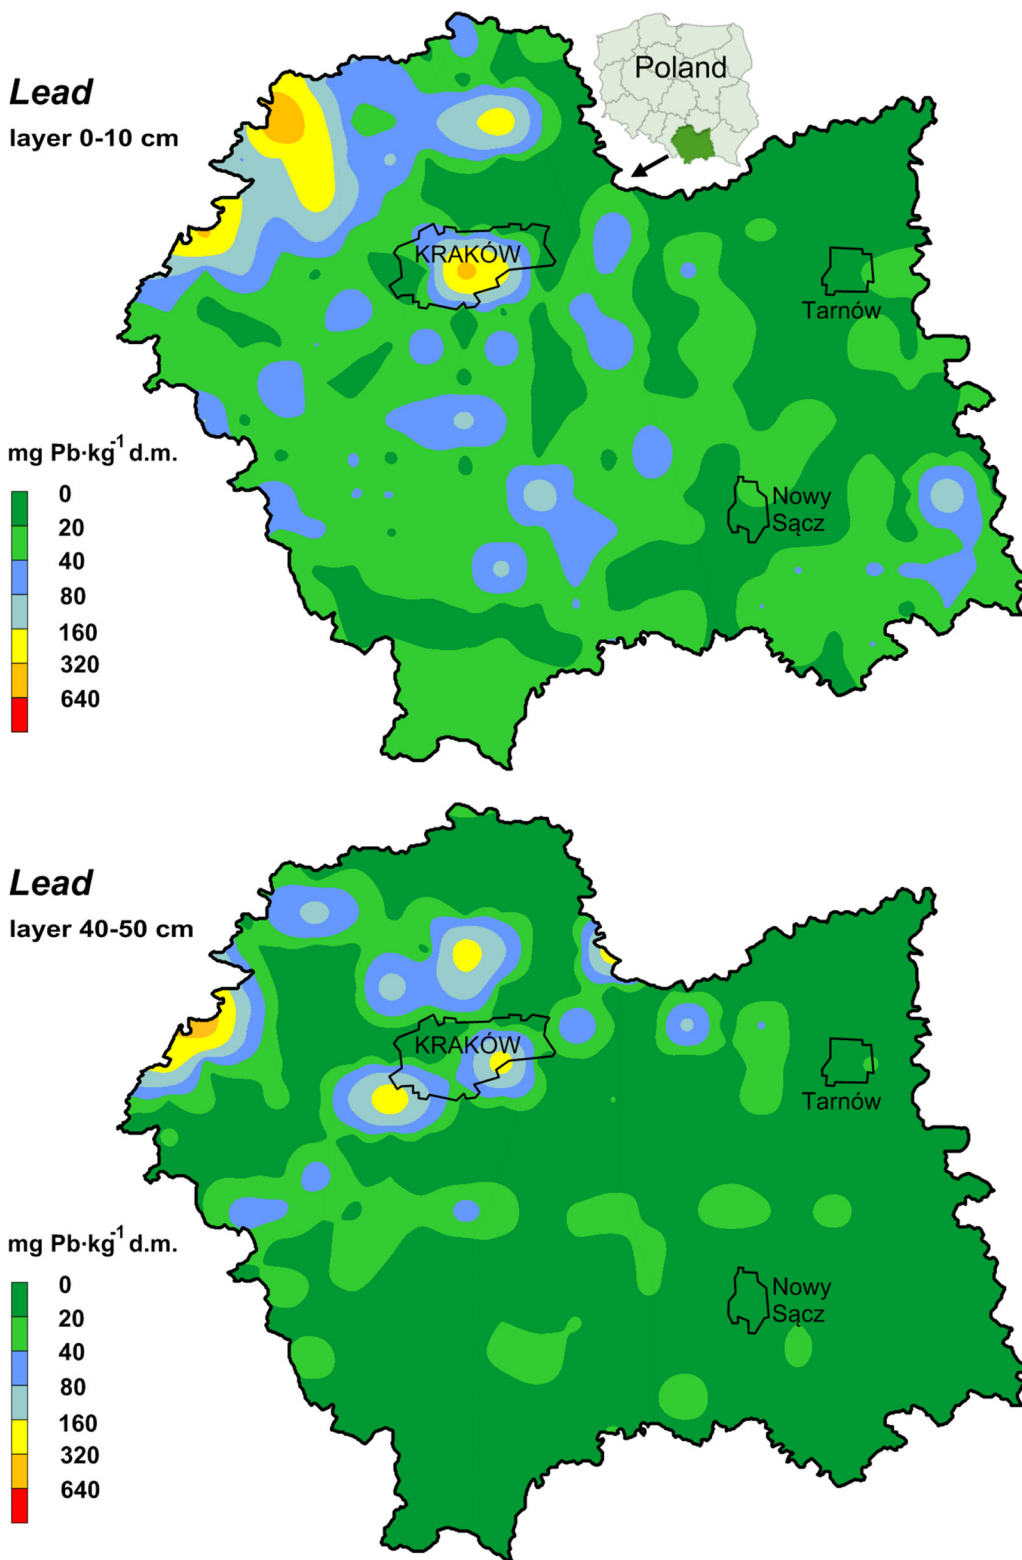 Poland
Lead
layer 0-10 cm
KRAKÓW
Tarnów
mg Pb·kg⁻¹ d.m.
0
20
40
80
160
320
640
Nowy
Sącz
Lead
layer 40-50 cm
KRAKÓW
Tarnów
mg Pb·kg⁻¹ d.m.
0
20
40
80
160
320
640
Nowy
Sącz